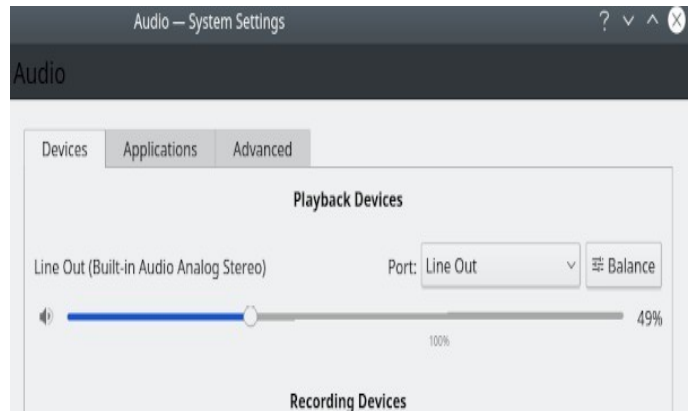 Audio — System Settings
?
Audio
Devices Applications Advanced
Playback Devices
Line Out (Built-in Audio Analog Stereo) Port: Line Out Balance
49%
100%
Recording Devices